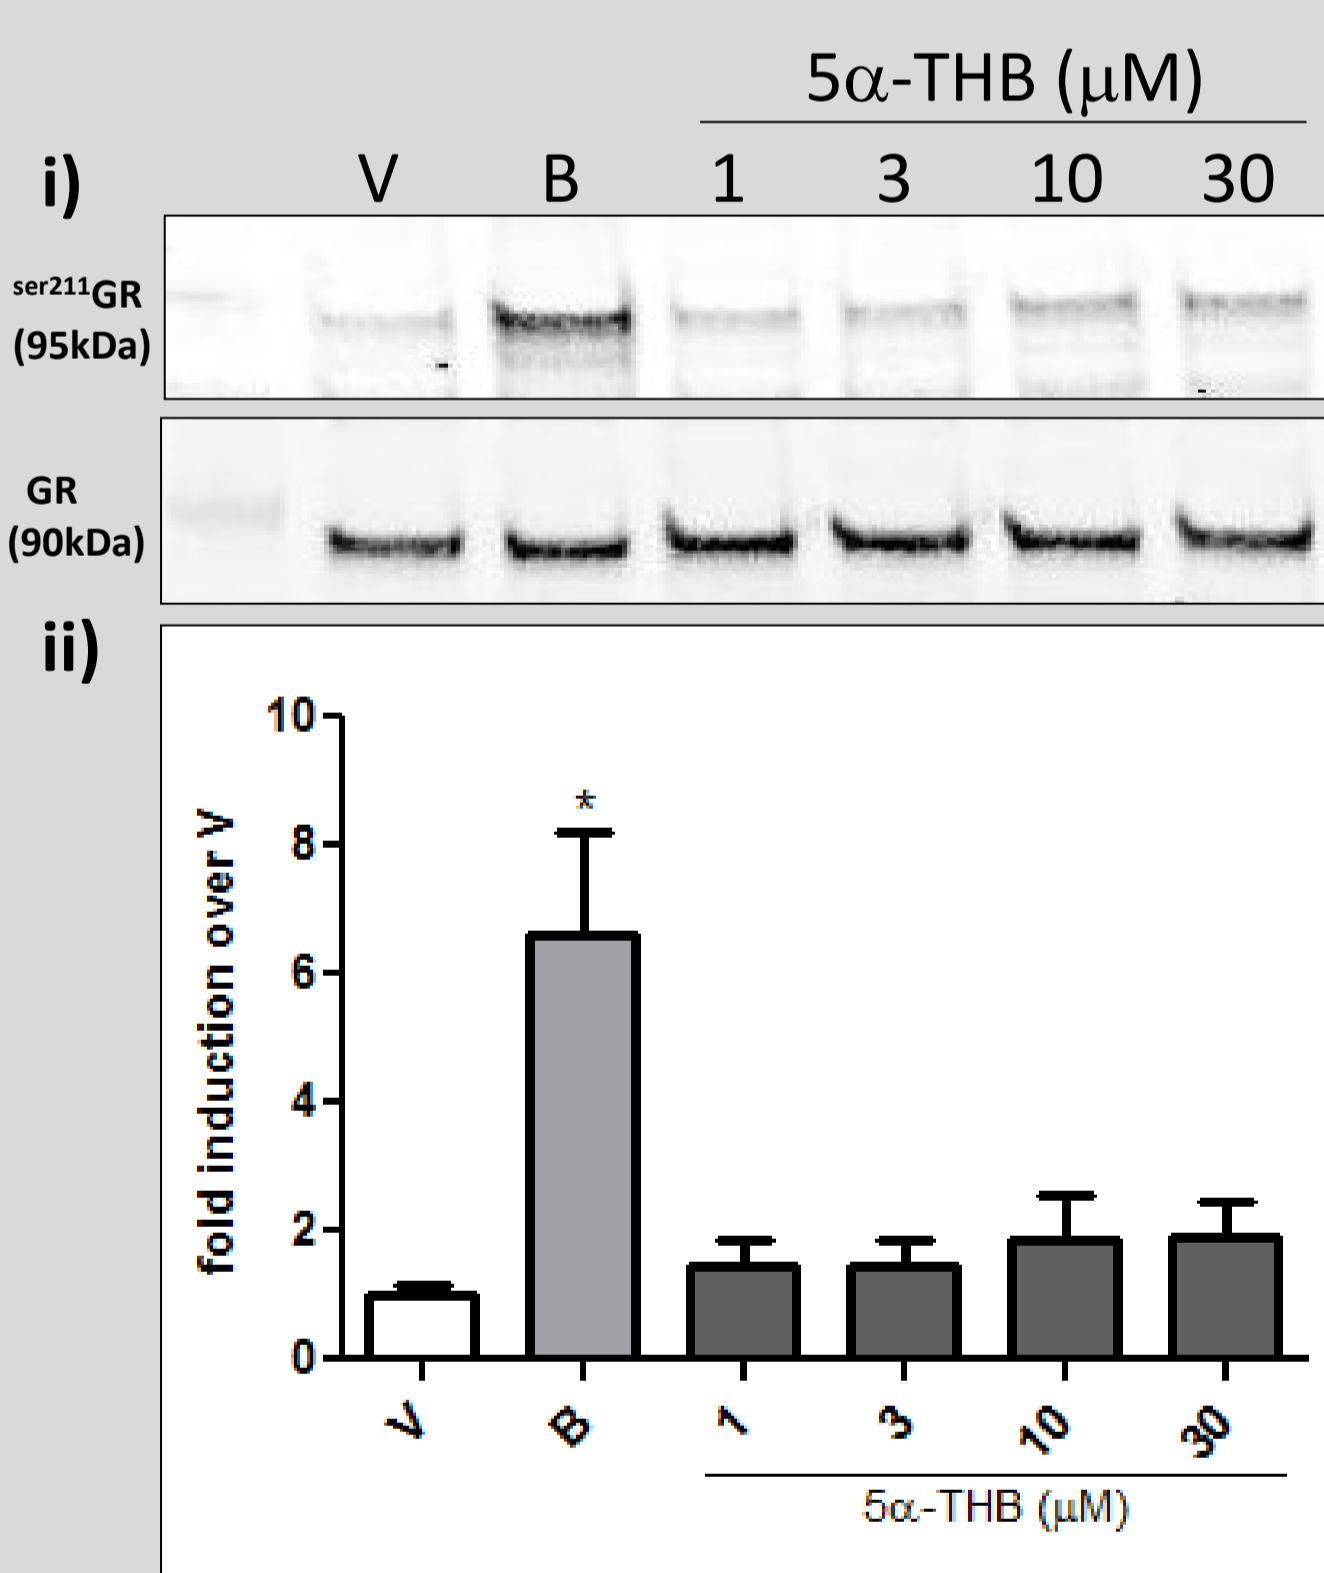 5α-THB (μM)
i) V B 1 3 10 30
ser211GR
(95kDa)
GR
(90kDa)
ii)
10
*
8
6
4
2
0
fold induction over V
V B 1 3 10 30
5α-THB (μM)